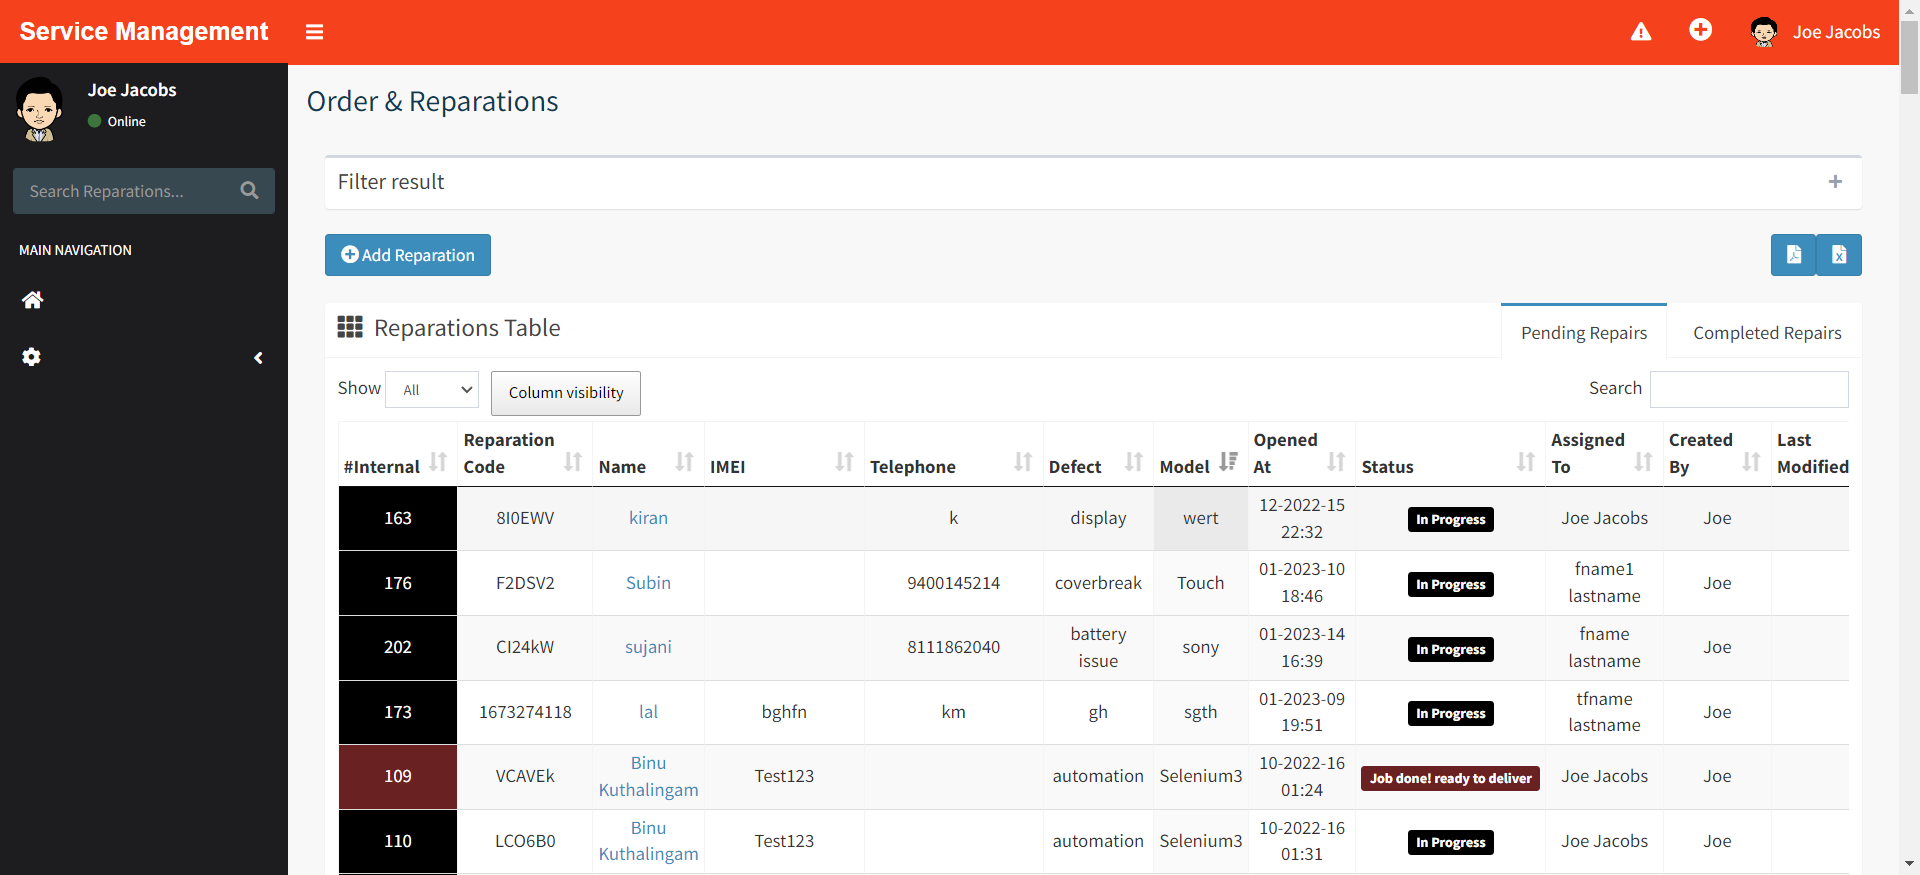 Service Management
Joe Jacobs
Joe Jacobs
Online
Search Reparations...
MAIN NAVIGATION
Order & Reparations
Filter result
Add Reparation
Reparations Table
Pending Repairs
Completed Repairs
Show All Column visibility Search
#Internal Reparation Code Name IMEI Telephone Defect Model Opened At Status Assigned To Created By Last Modified
163 8I0EWV kiran k display wert 12-2022-15 22:32 In Progress Joe Jacobs Joe
176 F2DSV2 Subin 9400145214 coverbreak Touch 01-2023-10 18:46 In Progress fname1 lastname Joe
202 CI24kW sujani 8111862040 battery issue sony 01-2023-14 16:39 In Progress fname lastname Joe
173 1673274118 lal bghfn km gh sgth 01-2023-09 19:51 In Progress tfname lastname Joe
109 VCAVEk Binu Kuthalingam Test123 automation Selenium3 10-2022-16 01:24 Job done! ready to deliver Joe Jacobs Joe
110 LCO6B0 Binu Kuthalingam Test123 automation Selenium3 10-2022-16 01:31 In Progress Joe Jacobs Joe